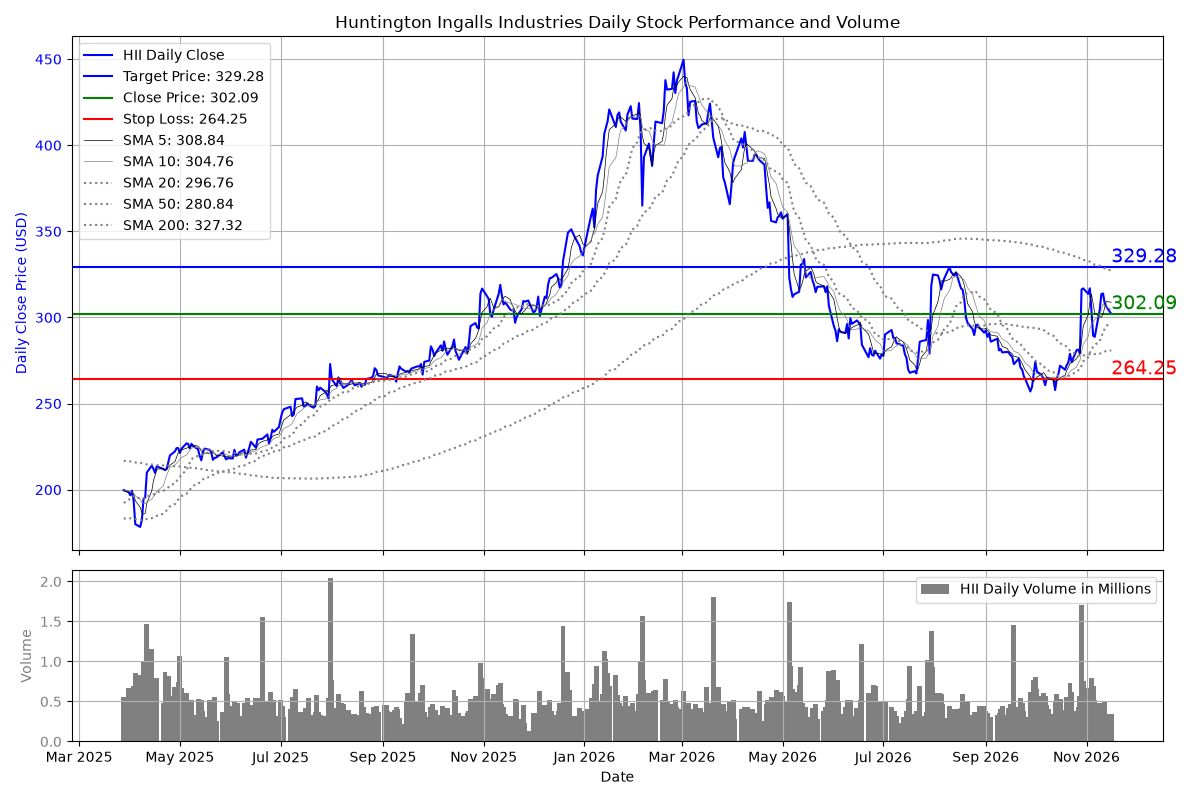 Huntington Ingalls Industries Daily Stock Performance and Volume
HII Daily Close
Target Price: 329.28
Close Price: 302.09
Stop Loss: 264.25
SMA 5: 308.84
SMA 10: 304.76
SMA 20: 296.76
SMA 50: 280.84
SMA 200: 327.32
Daily Close Price (USD)
450
400
350
300
250
200
329.28
302.09
264.25
HII Daily Volume in Millions
Volume
2.0
1.5
1.0
0.5
0.0
Mar 2025 May 2025 Jul 2025 Sep 2025 Nov 2025 Jan 2026 Mar 2026 May 2026 Jul 2026 Sep 2026 Nov 2026
Date